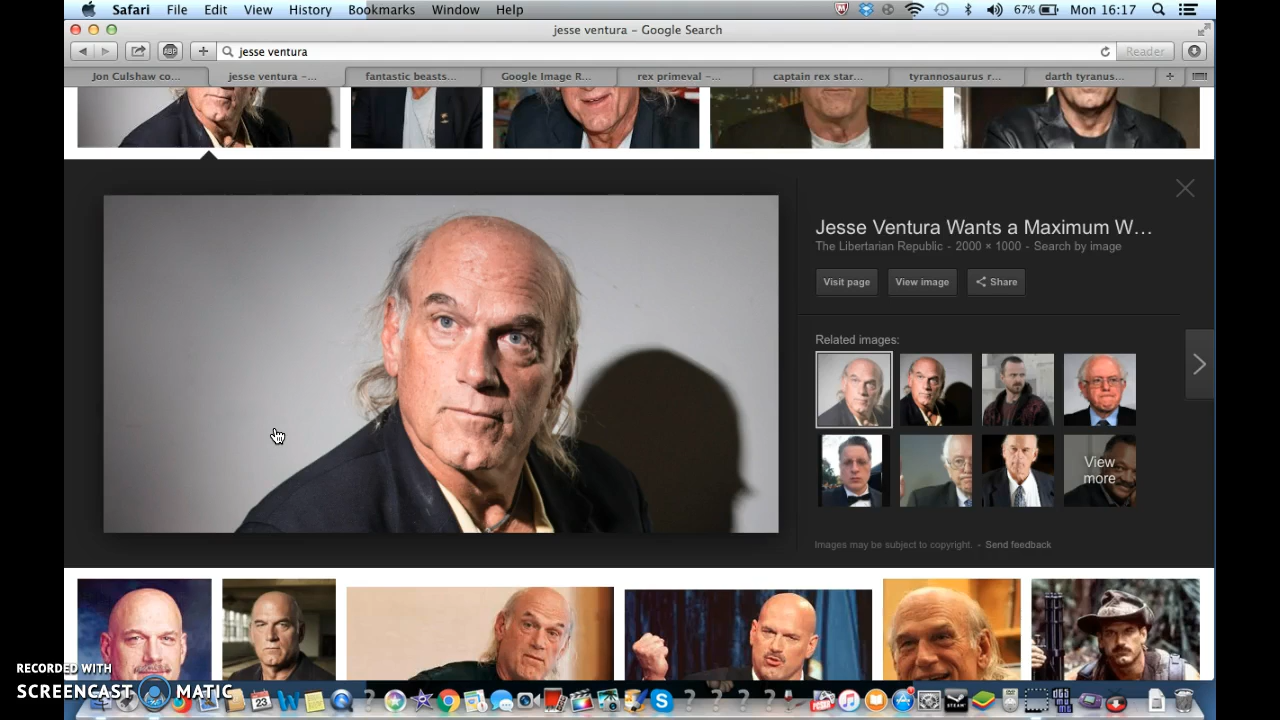 Safari File Edit View History Bookmarks Window Help 67% Mon 16:17
jesse ventura – Google Search
ABP + jesse ventura Reader
Jon Culshaw co... jesse ventura -... fantastic beasts... Google Image R... rex primeval -... captain rex star... tyrannosaurus r... darth tyranus... +
Jesse Ventura Wants a Maximum W...
The Libertarian Republic - 2000 × 1000 - Search by image
Visit page View image Share
Related images:
View
more
Images may be subject to copyright. - Send feedback
RECORDED WITH
SCREENCAST MATIC